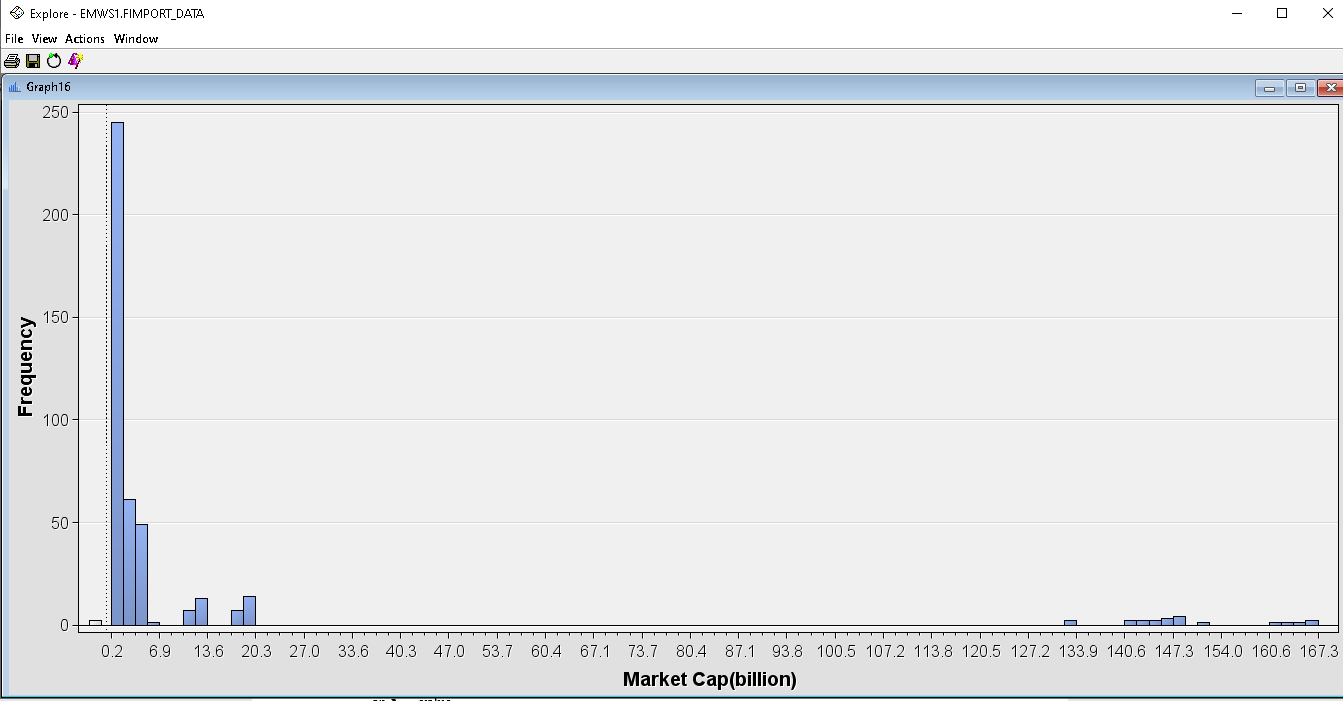 Explore - EMWS1.FIMPORT_DATA
File View Actions Window
Graph16
250
200
150
100
50
0
Frequency
0.2 6.9 13.6 20.3 27.0 33.6 40.3 47.0 53.7 60.4 67.1 73.7 80.4 87.1 93.8 100.5 107.2 113.8 120.5 127.2 133.9 140.6 147.3 154.0 160.6 167.3
Market Cap(billion)